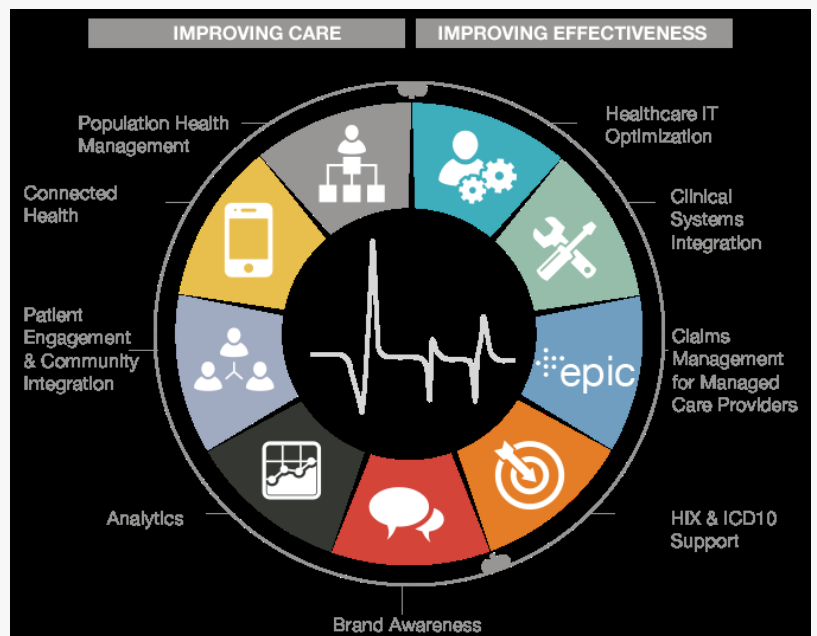 IMPROVING CARE
IMPROVING EFFECTIVENESS
Population Health
Management
Healthcare IT
Optimization
Connected
Health
Clinical
Systems
Integration
Patient
Engagement
& Community
Integration
epic
Claims
Management
for Managed
Care Providers
Analytics
HIX & ICD10
Support
Brand Awareness